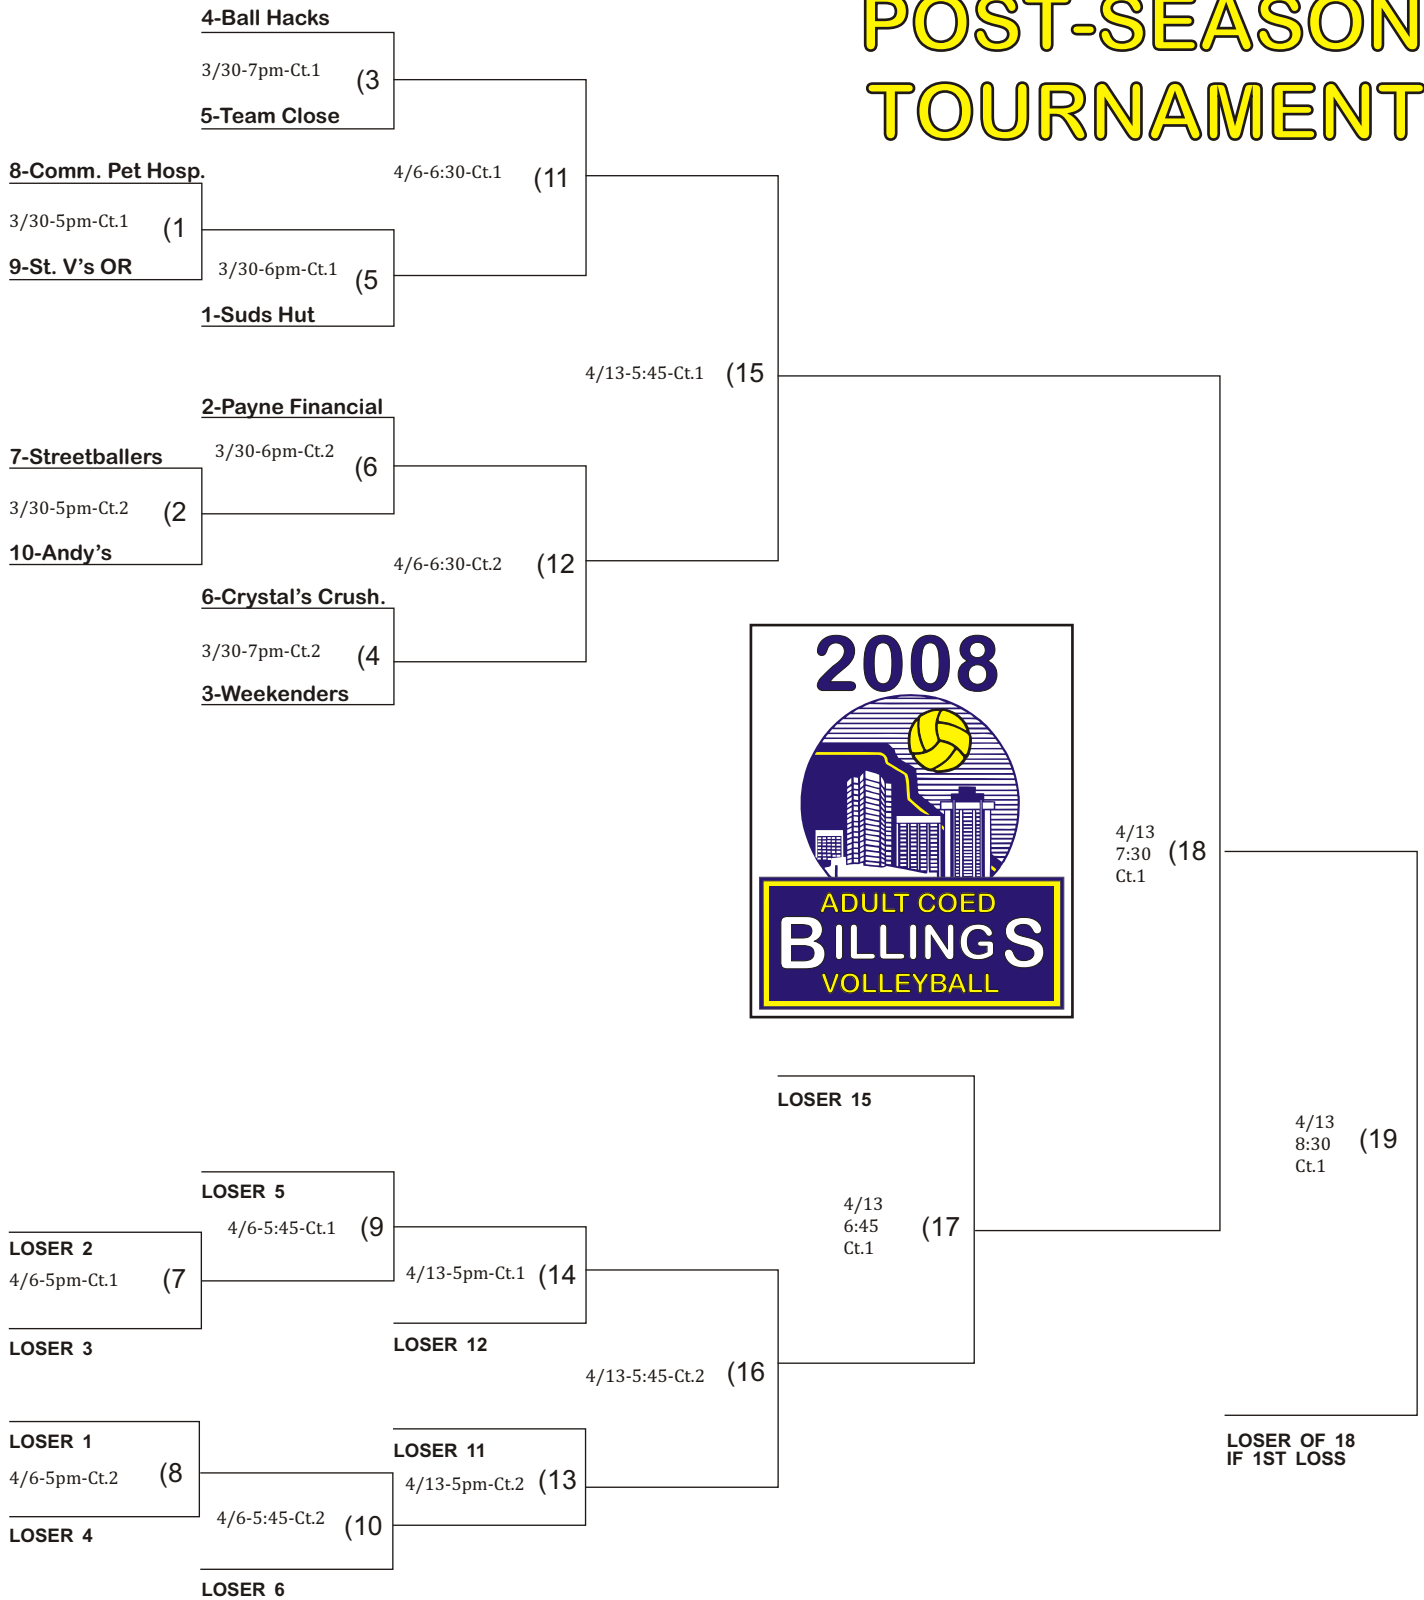 POST-SEASON
TOURNAMENT
4-Ball Hacks
3/30-7pm-Ct.1 (3
5-Team Close
8-Comm. Pet Hosp.
4/6-6:30-Ct.1 (11
3/30-5pm-Ct.1 (1
9-St. V's OR
3/30-6pm-Ct.1 (5
1-Suds Hut
4/13-5:45-Ct.1 (15
2-Payne Financial
7-Streetballers
3/30-6pm-Ct.2 (6
3/30-5pm-Ct.2 (2
10-Andy's
4/6-6:30-Ct.2 (12
6-Crystal's Crush.
3/30-7pm-Ct.2 (4
3-Weekenders
2008
ADULT COED
BILLINGS
VOLLEYBALL
4/13
7:30 (18
Ct.1
LOSER 15
4/13
8:30 (19
Ct.1
LOSER 5
4/6-5:45-Ct.1 (9
4/13
6:45 (17
Ct.1
LOSER 2
4/6-5pm-Ct.1 (7
4/13-5pm-Ct.1 (14
LOSER 3
LOSER 12
4/13-5:45-Ct.2 (16
LOSER 1
LOSER 11
LOSER OF 18
IF 1ST LOSS
4/6-5pm-Ct.2 (8
4/13-5pm-Ct.2 (13
4/6-5:45-Ct.2 (10
LOSER 4
LOSER 6